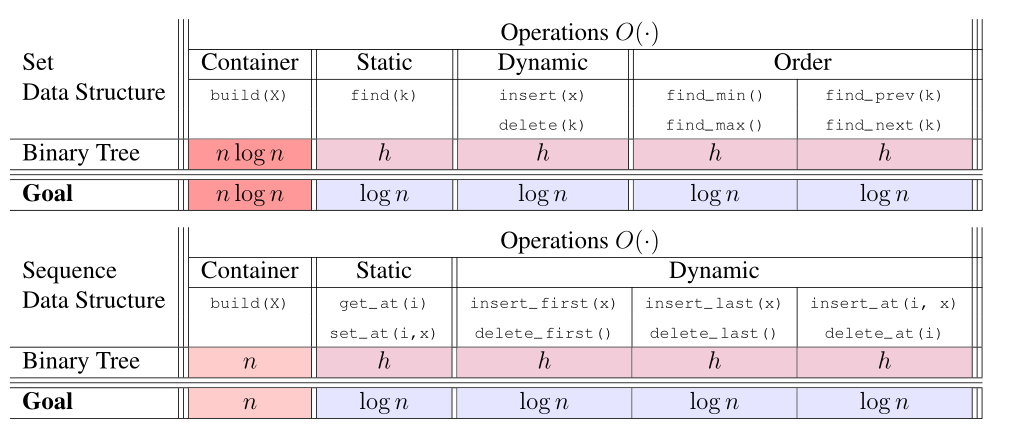 Operations O(·)
Set Container Static Dynamic Order
Data Structure build(X) find(k) insert(x) find_min() find_prev(k)
delete(k) find_max() find_next(k)
Binary Tree n log n h h h h
Goal n log n log n log n log n log n
Operations O(·)
Sequence Container Static Dynamic
Data Structure build(X) get_at(i) insert_first(x) insert_last(x) insert_at(i, x)
set_at(i,x) delete_first() delete_last() delete_at(i)
Binary Tree n h h h h
Goal n log n log n log n log n